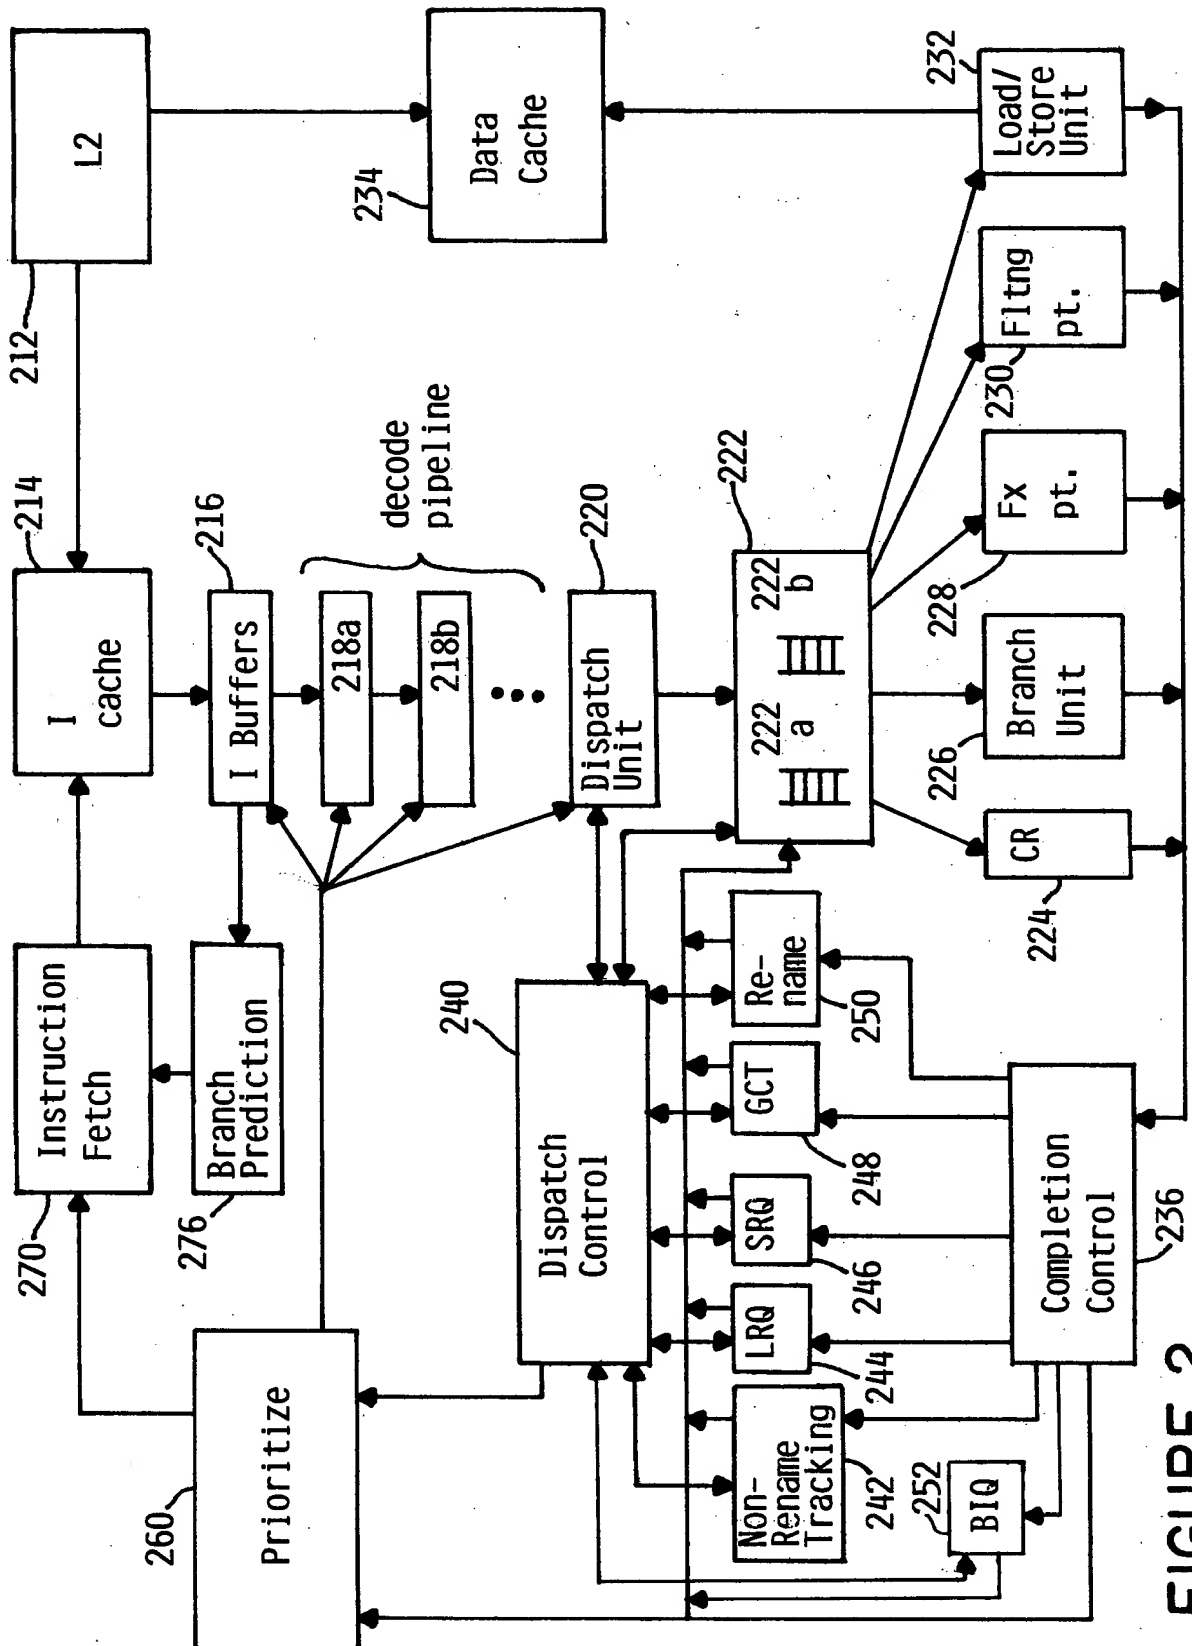 260
Prioritize
270
Instruction
Fetch
276
Branch
Prediction
214
I
cache
212
L2
216
I Buffers
218a
218b
decode
pipeline
234
Data
Cache
240
Dispatch
Control
220
Dispatch
Unit
222
222
a
222
b
Non-
Rename
Tracking
242
LRQ
244
SRQ
246
GCT
248
Re-
name
250
252
BIQ
Completion
Control
236
CR
224
Branch
Unit
226
Fx
pt.
228
Fltng
pt.
230
Load/
Store
Unit
232
FIGURE 2